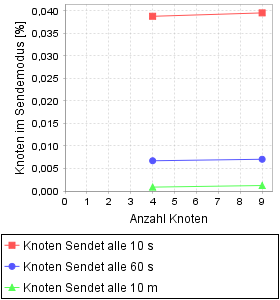 Knoten im Sendemodus [%]
0,040
0,035
0,030
0,025
0,020
0,015
0,010
0,005
0,000
0 1 2 3 4 5 6 7 8 9
Anzahl Knoten
Knoten Sendet alle 10 s
Knoten Sendet alle 60 s
Knoten Sendet alle 10 m